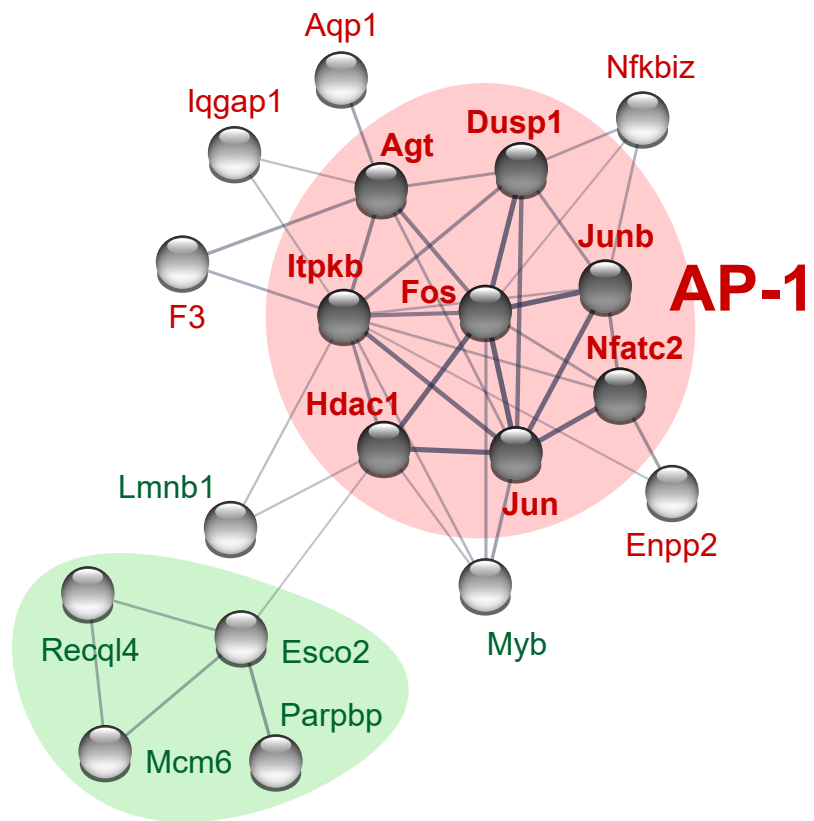 Aqp1
Nfkbiz
Iqgap1
Dusp1
Agt
Junb
Itpkb
AP-1
Fos
F3
Nfatc2
Hdac1
Lmnb1
Jun
Enpp2
Myb
Recql4
Esco2
Parpbp
Mcm6